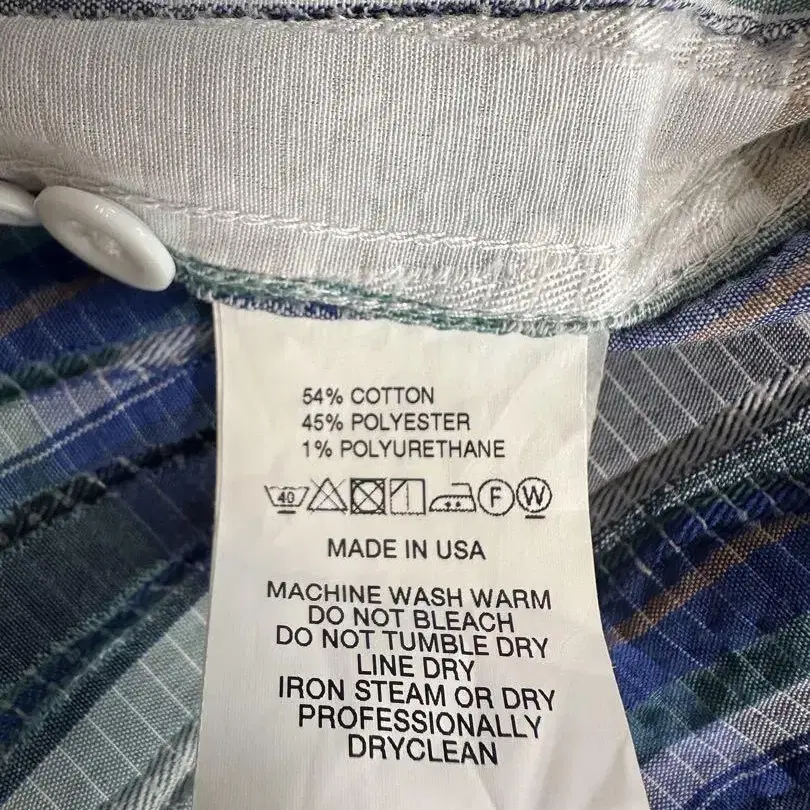 54% COTTON
45% POLYESTER
1% POLYURETHANE
40 F W
MADE IN USA
MACHINE WASH WARM
DO NOT BLEACH
DO NOT TUMBLE DRY
LINE DRY
IRON STEAM OR DRY
PROFESSIONALLY
DRYCLEAN